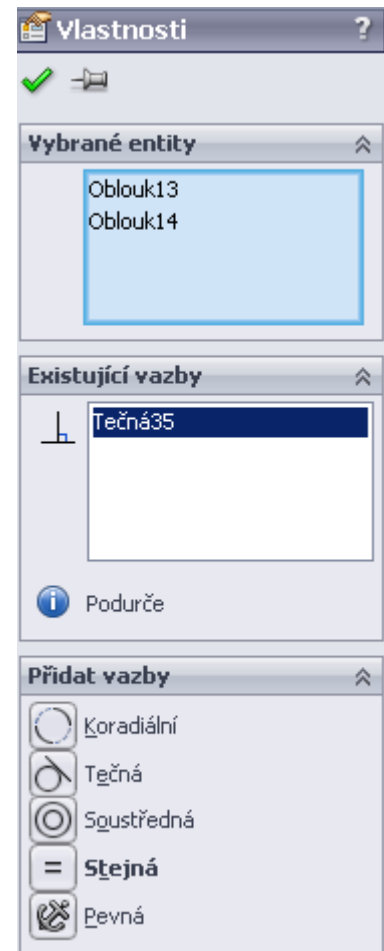 Vlastnosti ?
Vybrané entity
Oblouk13
Oblouk14
Existující vazby
Tečná35
Podurče
Přidat vazby
Koradiální
Tečná
Soustředná
= Stejná
Pevná